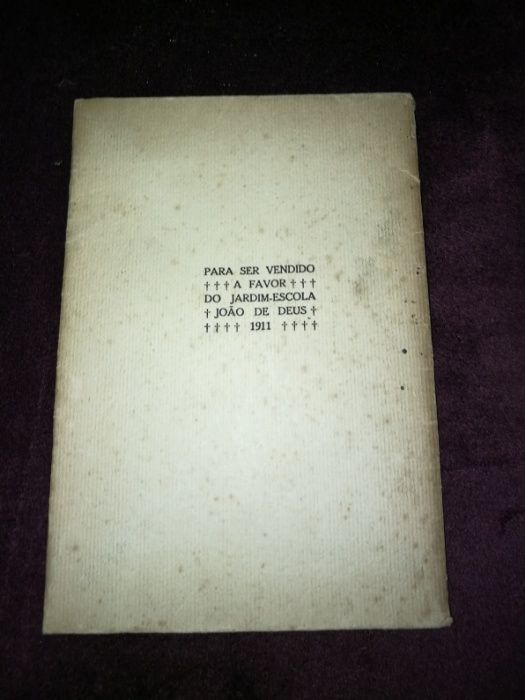 PARA SER VENDIDO
††† A FAVOR †††
DO JARDIM-ESCOLA
† JOÃO DE DEUS †
†††† 1911 ††††